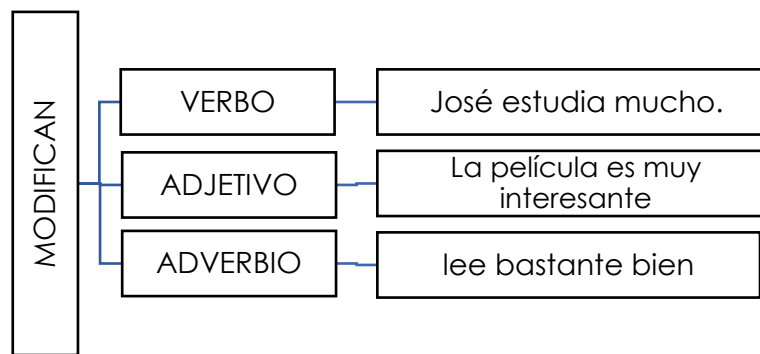 MODIFICAN
VERBO
José estudia mucho.
ADJETIVO
La película es muy
interesante
ADVERBIO
lee bastante bien